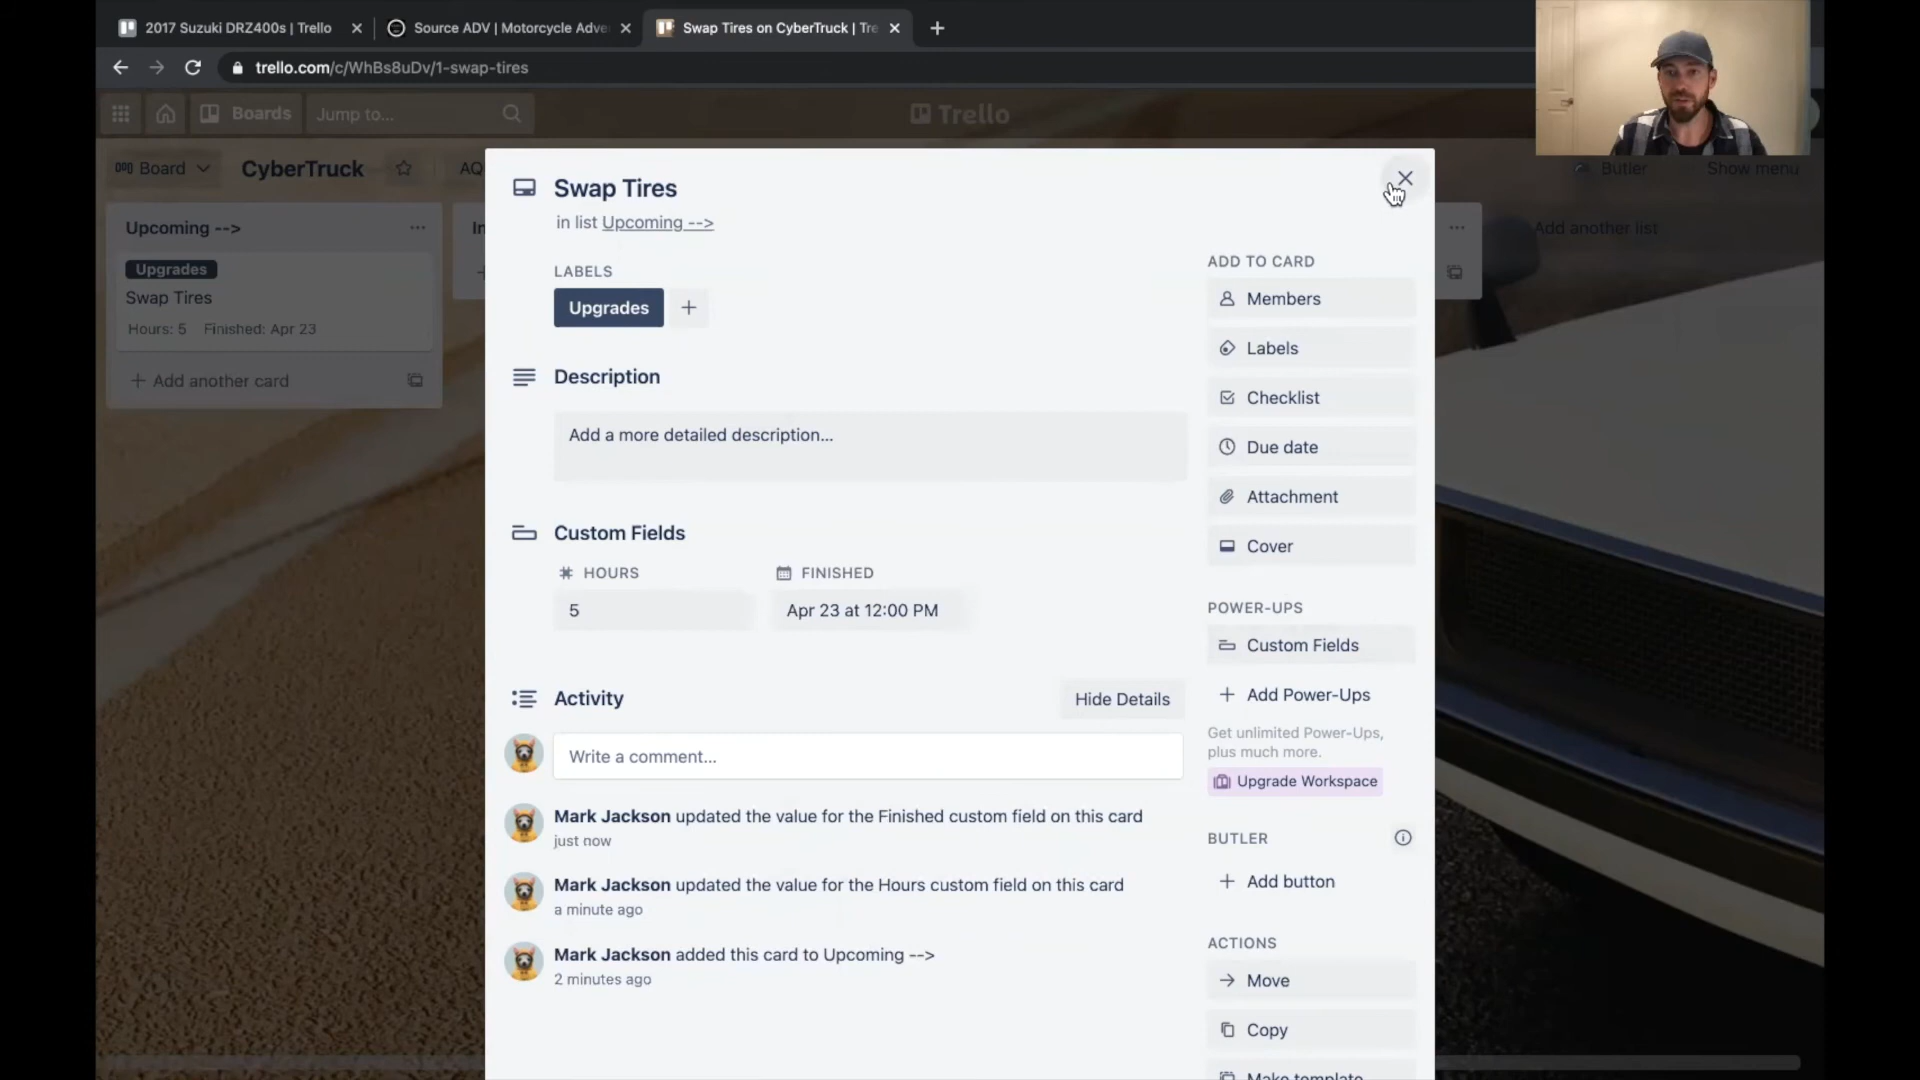 2017 Suzuki DRZ400s | Trello
Source ADV | Motorcycle Adve
Swap Tires on CyberTruck | Tre
trello.com/c/WhBs8uDv/1-swap-tires
Boards
Jump to...
Trello
Board
CyberTruck
AQ
Butler
Show menu
Upcoming -->
In
Add another list
Upgrades
Swap Tires
Hours: 5 Finished: Apr 23
Add another card
Swap Tires
in list Upcoming -->
LABELS
Upgrades
Description
Add a more detailed description...
Custom Fields
HOURS
FINISHED
5
Apr 23 at 12:00 PM
Activity
Hide Details
Write a comment...
Mark Jackson updated the value for the Finished custom field on this card
just now
Mark Jackson updated the value for the Hours custom field on this card
a minute ago
Mark Jackson added this card to Upcoming -->
2 minutes ago
ADD TO CARD
Members
Labels
Checklist
Due date
Attachment
Cover
POWER-UPS
Custom Fields
Add Power-Ups
Get unlimited Power-Ups,
plus much more.
Upgrade Workspace
BUTLER
Add button
ACTIONS
Move
Copy
Make template